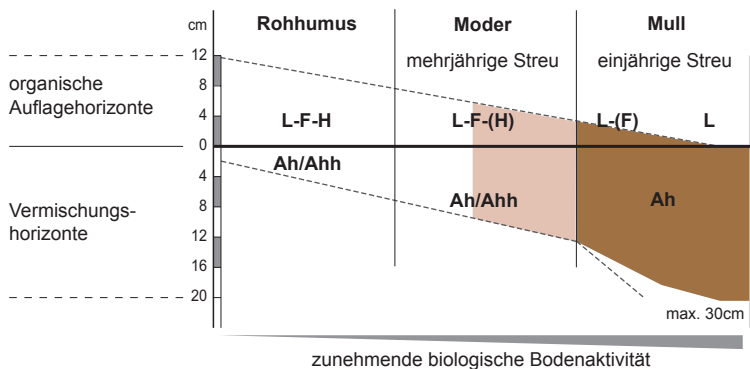 cm Rohhumus Moder Mull
12 mehrjährige Streu einjährige Streu
organische
Auflagehorizonte
8
4 L-F-H L-F-(H) L-(F) L
0
Ah/Ahh
4
Vermischungs-
horizonte
8 Ah/Ahh Ah
12
16
20
max. 30cm
zunehmende biologische Bodenaktivität